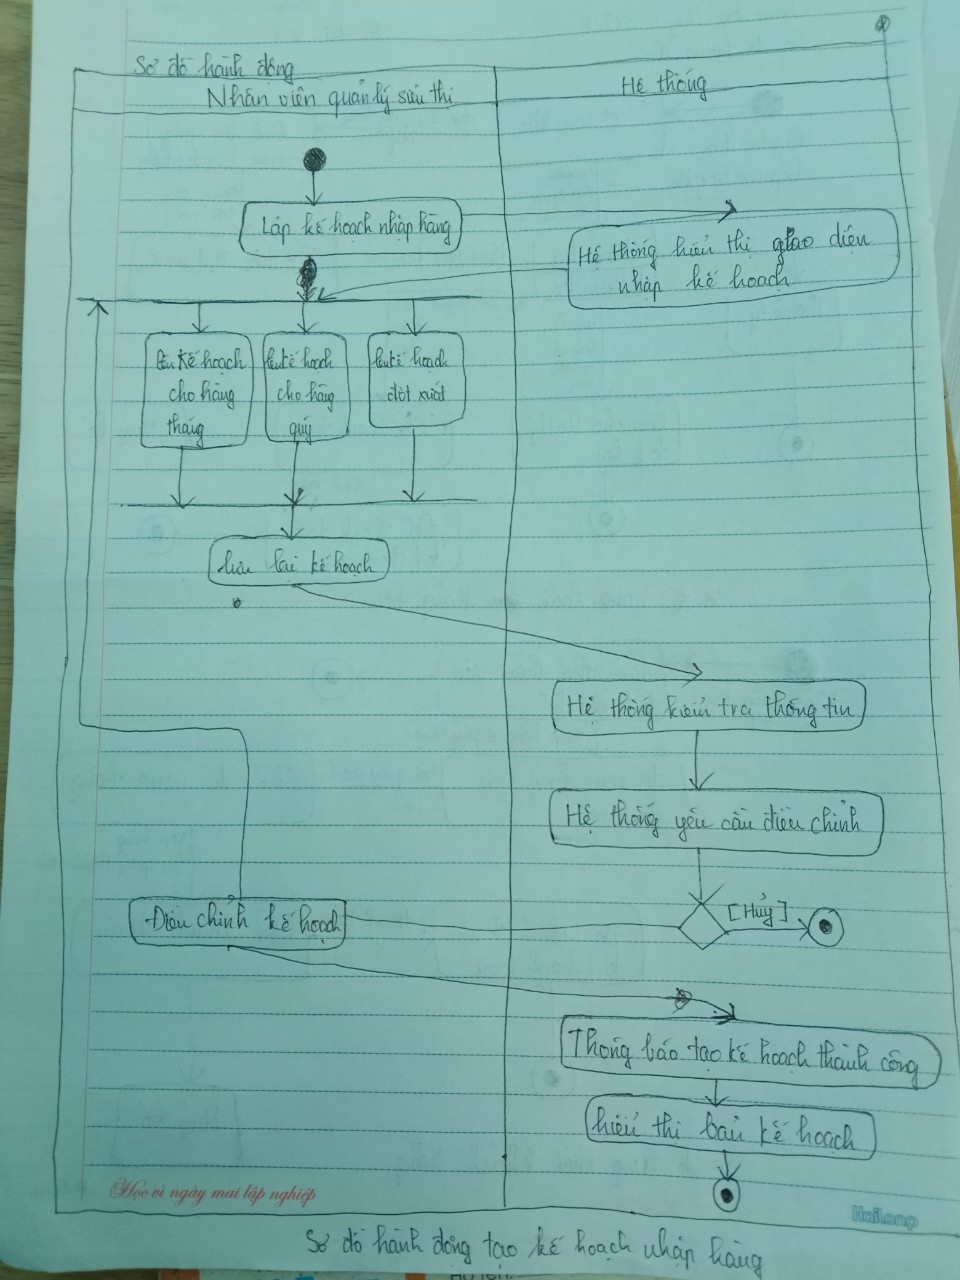 Sơ đồ hành động
Nhân viên quản lý siêu thị
Hệ thống
Lập kế hoạch nhập hàng
Hệ thống hiển thị giao diện
nhập kế hoạch
kế hoạch
cho hàng
tháng
kế hoạch
cho hàng
quý
kế hoạch
đột xuất
lưu lại kế hoạch
Hệ thống kiểm tra thông tin
Hệ thống yêu cầu điều chỉnh
[Hủy]
Điều chỉnh kế hoạch
Thông báo tạo kế hoạch thành công
hiển thị bản kế hoạch
Học vì ngày mai lập nghiệp
HaiLong
Sơ đồ hành động tạo kế hoạch nhập hàng